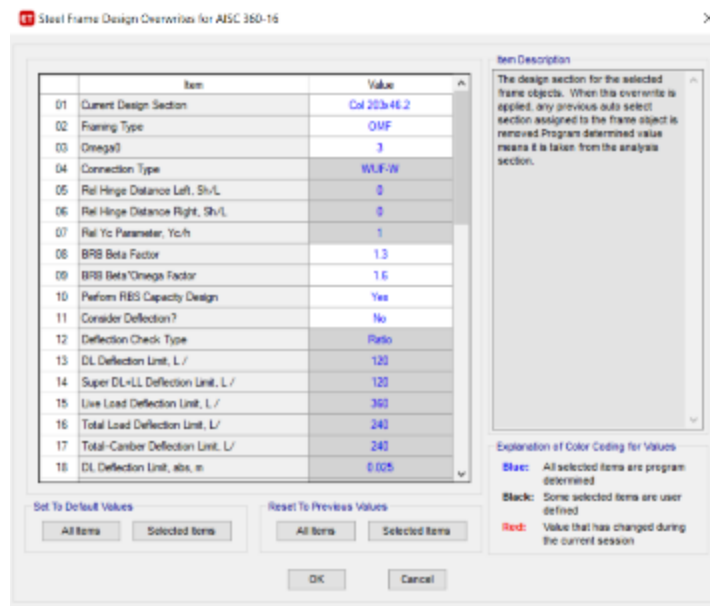 ET Steel Frame Design Overwrites for AISC 360-16
Item Value
01 Current Design Section Col 203x46.2
02 Framing Type OMF
03 Omega0 3
04 Connection Type WUF-W
05 Rel Hinge Distance Left, Sh/L 0
06 Rel Hinge Distance Right, Sh/L 0
07 Rel Yc Parameter, Yc/h 1
08 BRB Beta Factor 1.3
09 BRB Beta*Omega Factor 1.6
10 Perform RBS Capacity Design Yes
11 Consider Deflection? No
12 Deflection Check Type Ratio
13 DL Deflection Limit, L / 120
14 Super DL+LL Deflection Limit, L / 120
15 Live Load Deflection Limit, L / 360
16 Total Load Deflection Limit, L/ 240
17 Total-Camber Deflection Limit, L/ 240
18 DL Deflection Limit, abs, m 0.025
Item Description
The design section for the selected
frame objects. When this overwrite is
applied, any previous auto select
section assigned to the frame object is
removed Program determined value
means it is taken from the analysis
section.
Explanation of Color Coding for Values
Blue: All selected items are program
determined
Black: Some selected items are user
defined
Red: Value that has changed during
the current session
Set To Default Values
All Items Selected Items
Reset To Previous Values
All Items Selected Items
OK Cancel